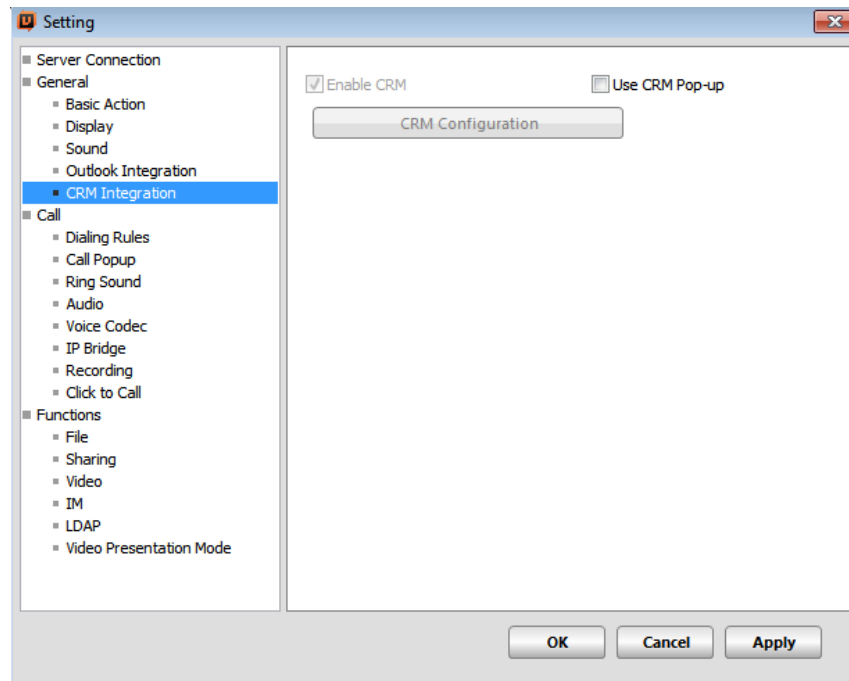 Setting
Server Connection
General
Basic Action
Display
Sound
Outlook Integration
CRM Integration
Call
Dialing Rules
Call Popup
Ring Sound
Audio
Voice Codec
IP Bridge
Recording
Click to Call
Functions
File
Sharing
Video
IM
LDAP
Video Presentation Mode
Enable CRM
Use CRM Pop-up
CRM Configuration
OK
Cancel
Apply